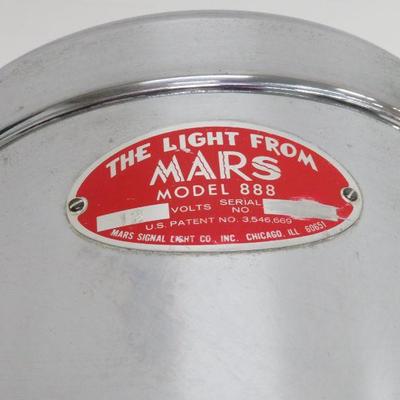 THE LIGHT FROM
MARS
MODEL 888
VOLTS SERIAL NO
U.S. PATENT NO. 3,546,669
MARS SIGNAL LIGHT CO., INC. CHICAGO, ILL 60651